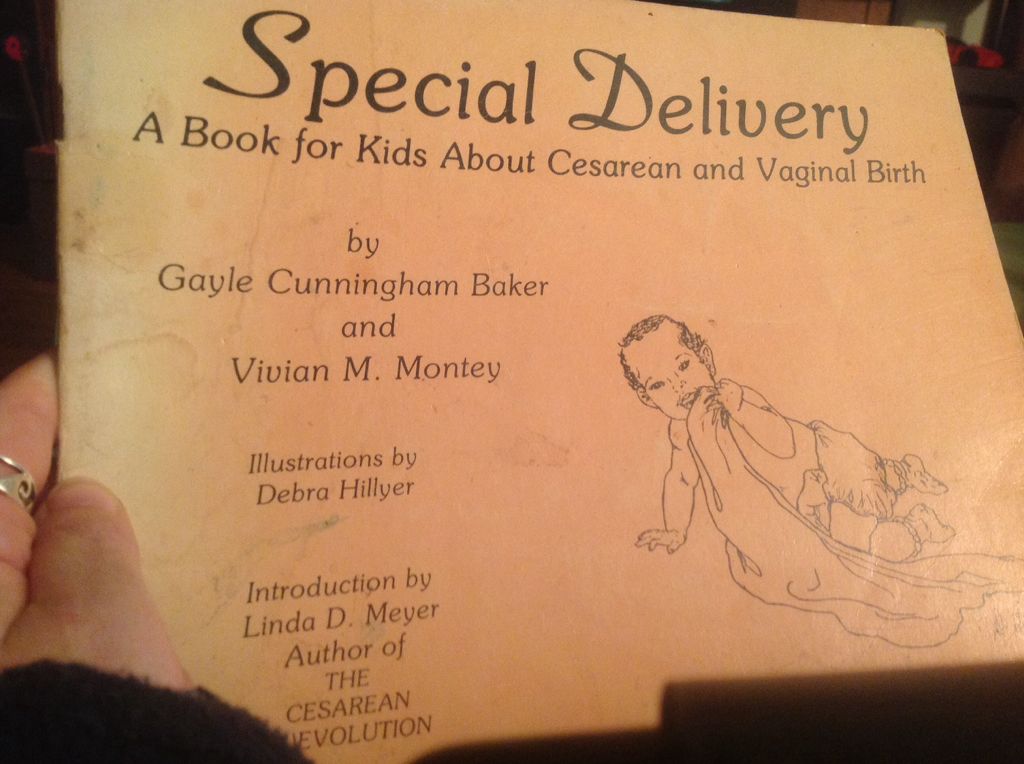 Special Delivery
A Book for Kids About Cesarean and Vaginal Birth
by
Gayle Cunningham Baker
and
Vivian M. Montey
Illustrations by
Debra Hillyer
Introduction by
Linda D. Meyer
Author of
THE
CESAREAN